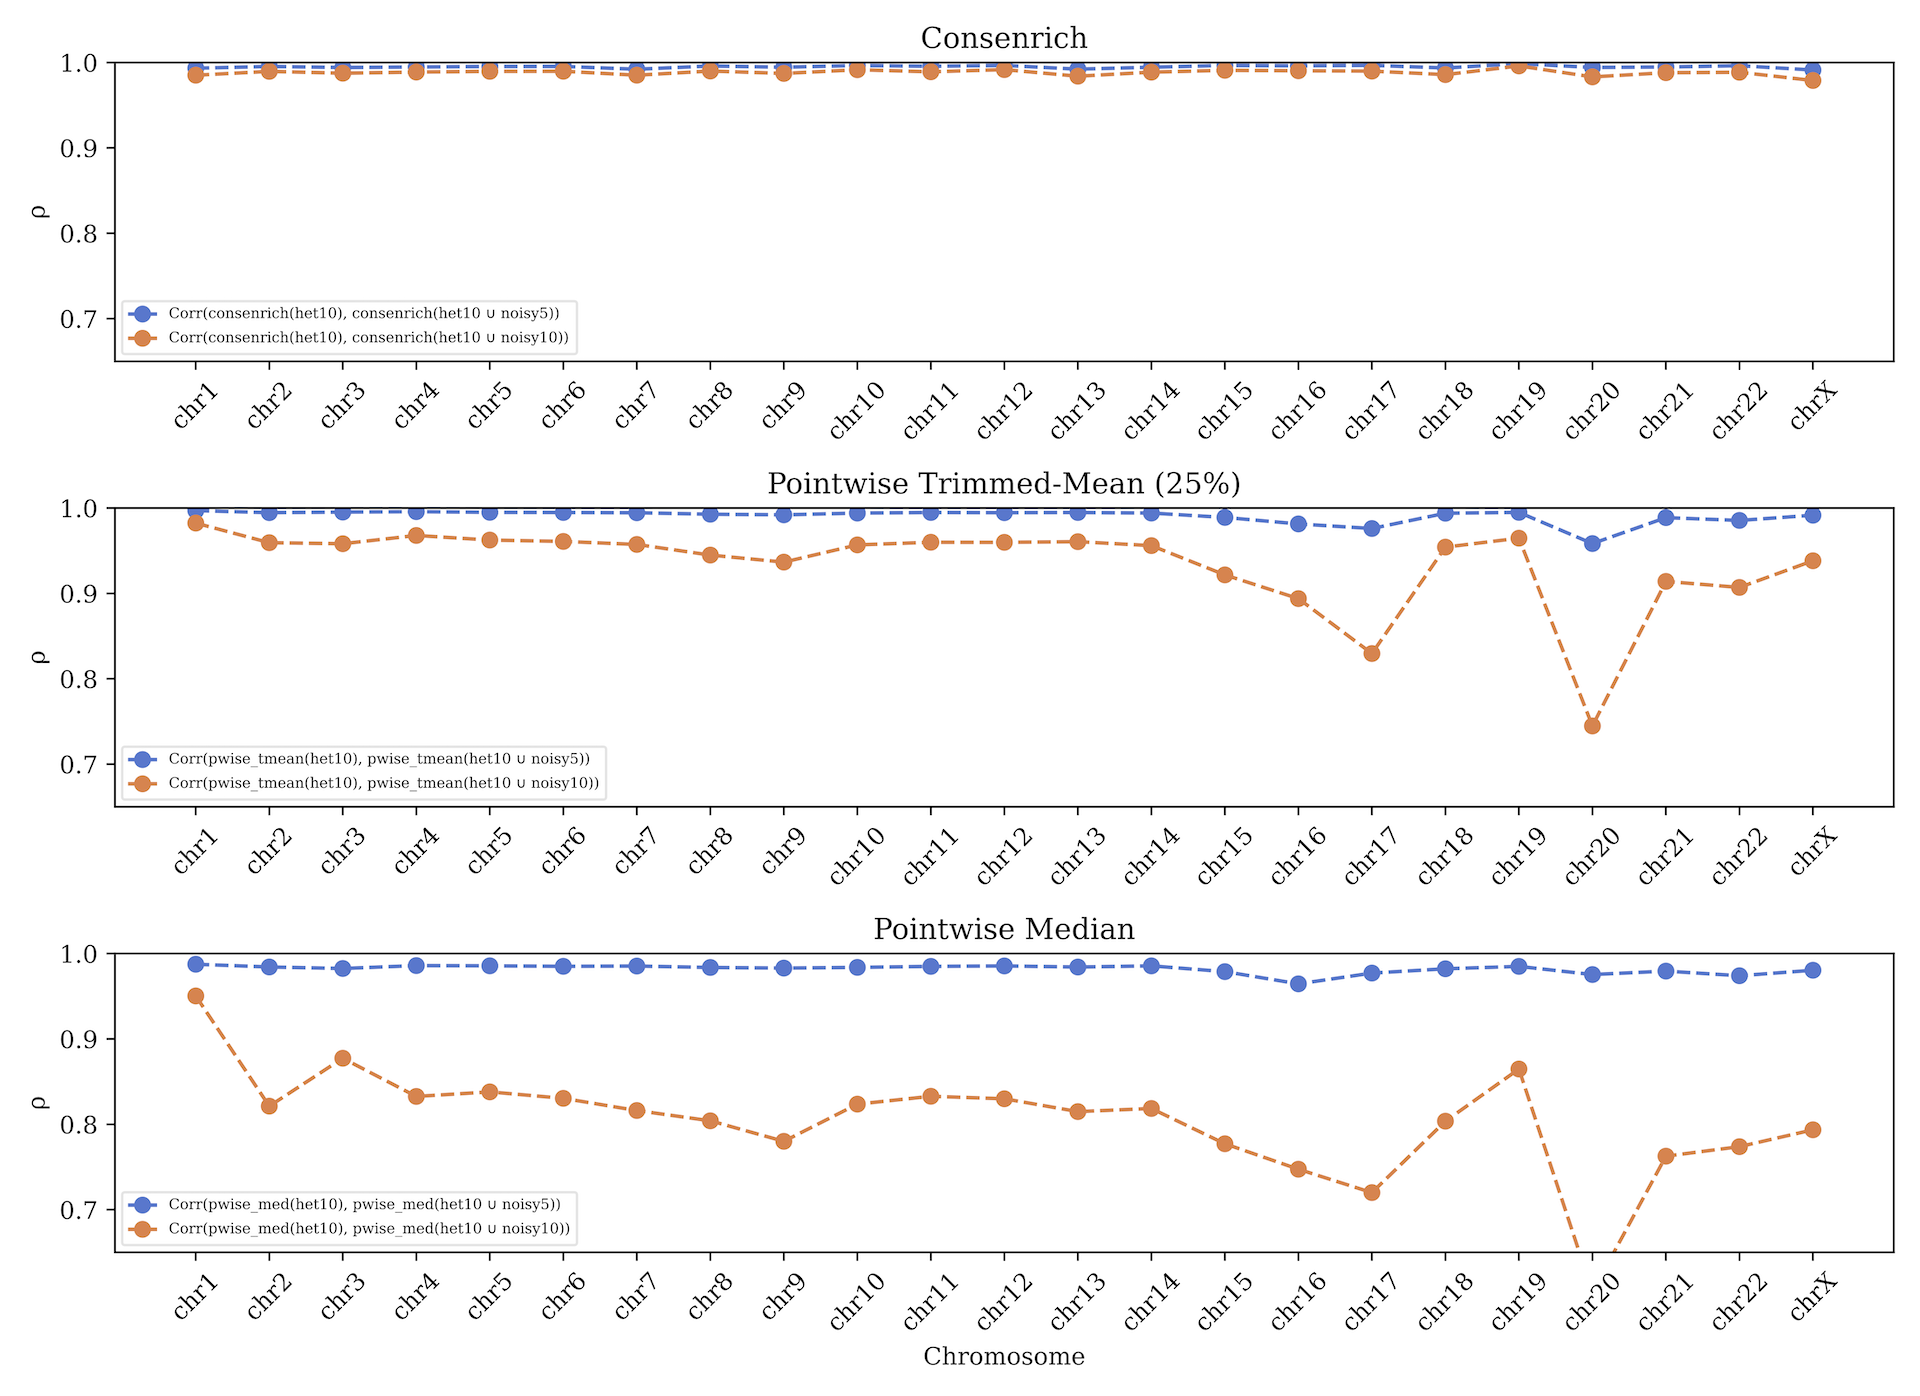 Consenrich
1.0
0.9
0.8
0.7
ρ
Corr(consenrich(het10), consenrich(het10 ∪ noisy5))
Corr(consenrich(het10), consenrich(het10 ∪ noisy10))
chr1 chr2 chr3 chr4 chr5 chr6 chr7 chr8 chr9 chr10 chr11 chr12 chr13 chr14 chr15 chr16 chr17 chr18 chr19 chr20 chr21 chr22 chrX
Pointwise Trimmed-Mean (25%)
1.0
0.9
0.8
0.7
ρ
Corr(pwise_tmean(het10), pwise_tmean(het10 ∪ noisy5))
Corr(pwise_tmean(het10), pwise_tmean(het10 ∪ noisy10))
chr1 chr2 chr3 chr4 chr5 chr6 chr7 chr8 chr9 chr10 chr11 chr12 chr13 chr14 chr15 chr16 chr17 chr18 chr19 chr20 chr21 chr22 chrX
Pointwise Median
1.0
0.9
0.8
0.7
ρ
Corr(pwise_med(het10), pwise_med(het10 ∪ noisy5))
Corr(pwise_med(het10), pwise_med(het10 ∪ noisy10))
chr1 chr2 chr3 chr4 chr5 chr6 chr7 chr8 chr9 chr10 chr11 chr12 chr13 chr14 chr15 chr16 chr17 chr18 chr19 chr20 chr21 chr22 chrX
Chromosome